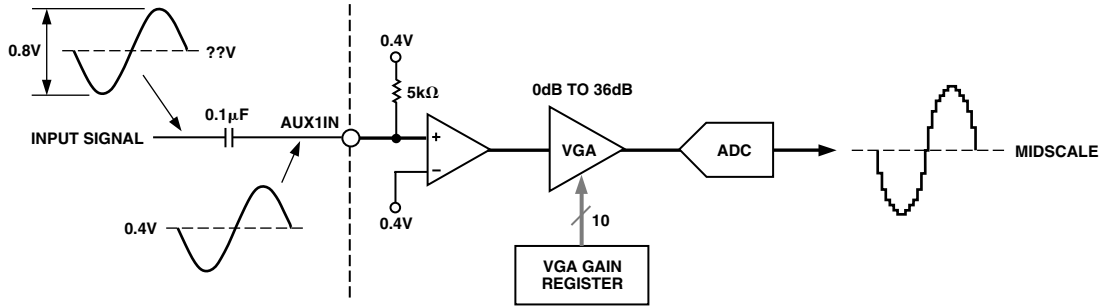 0.8V
??V
0.1μF
INPUT SIGNAL
AUX1IN
0.4V
0.4V
5kΩ
+
–
0.4V
0dB TO 36dB
VGA
10
VGA GAIN
REGISTER
ADC
MIDSCALE